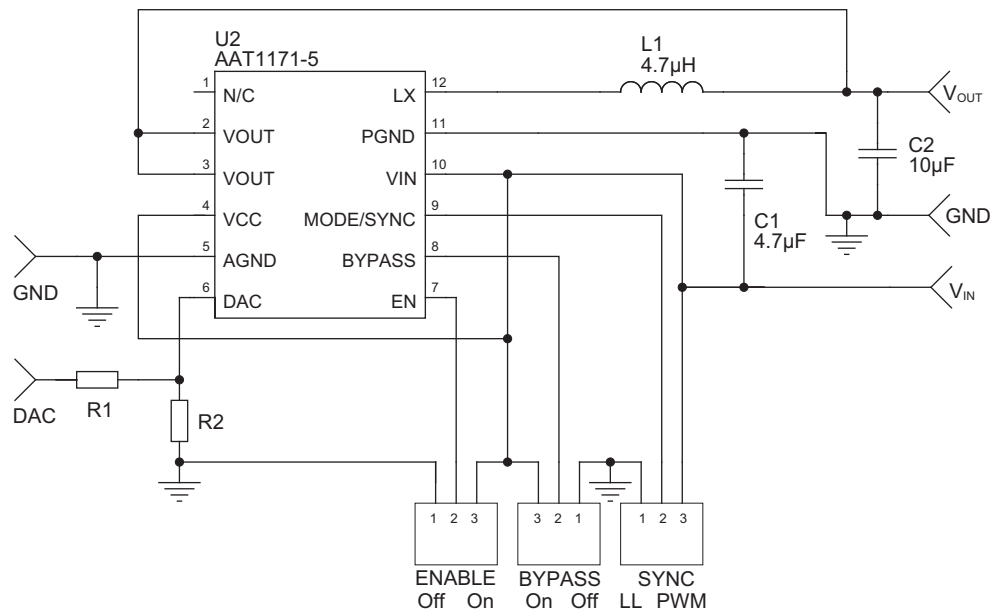 U2
AAT1171-5
L1
4.7µH
1 N/C LX 12
2 VOUT PGND 11
3 VOUT VIN 10
4 VCC MODE/SYNC 9
5 AGND BYPASS 8
6 DAC EN 7
VOUT
C2
10µF
GND
C1
4.7µF
VIN
GND
DAC
R1
R2
1 2 3
3 2 1
1 2 3
ENABLE
Off On
BYPASS
On Off
SYNC
LL PWM